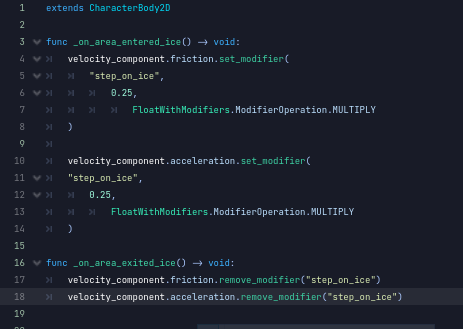 1 extends CharacterBody2D
2
3 func _on_area_entered_ice() -> void:
4 velocity_component.friction.set_modifier(
5 "step_on_ice",
6 0.25,
7 FloatWithModifiers.ModifierOperation.MULTIPLY
8 )
9
10 velocity_component.acceleration.set_modifier(
11 "step_on_ice",
12 0.25,
13 FloatWithModifiers.ModifierOperation.MULTIPLY
14 )
15
16 func _on_area_exited_ice() -> void:
17 velocity_component.friction.remove_modifier("step_on_ice")
18 velocity_component.acceleration.remove_modifier("step_on_ice")
19